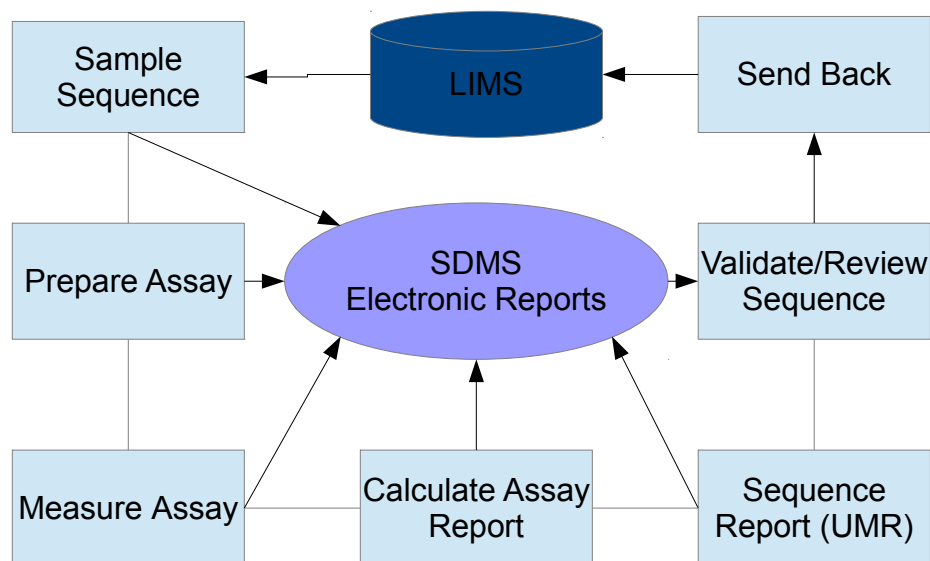 Sample
Sequence
LIMS
Send Back
Prepare Assay
SDMS
Electronic Reports
Validate/Review
Sequence
Measure Assay
Calculate Assay
Report
Sequence
Report (UMR)